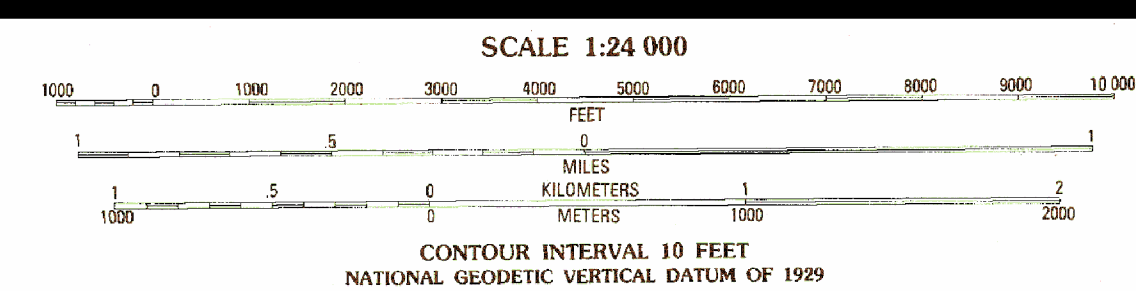 SCALE 1:24 000
1000 0 1000 2000 3000 4000 5000 6000 7000 8000 9000 10 000
FEET
1 .5 0 1
MILES
1 .5 0 KILOMETERS 1 2
1000 0 METERS 1000 2000
CONTOUR INTERVAL 10 FEET
NATIONAL GEODETIC VERTICAL DATUM OF 1929